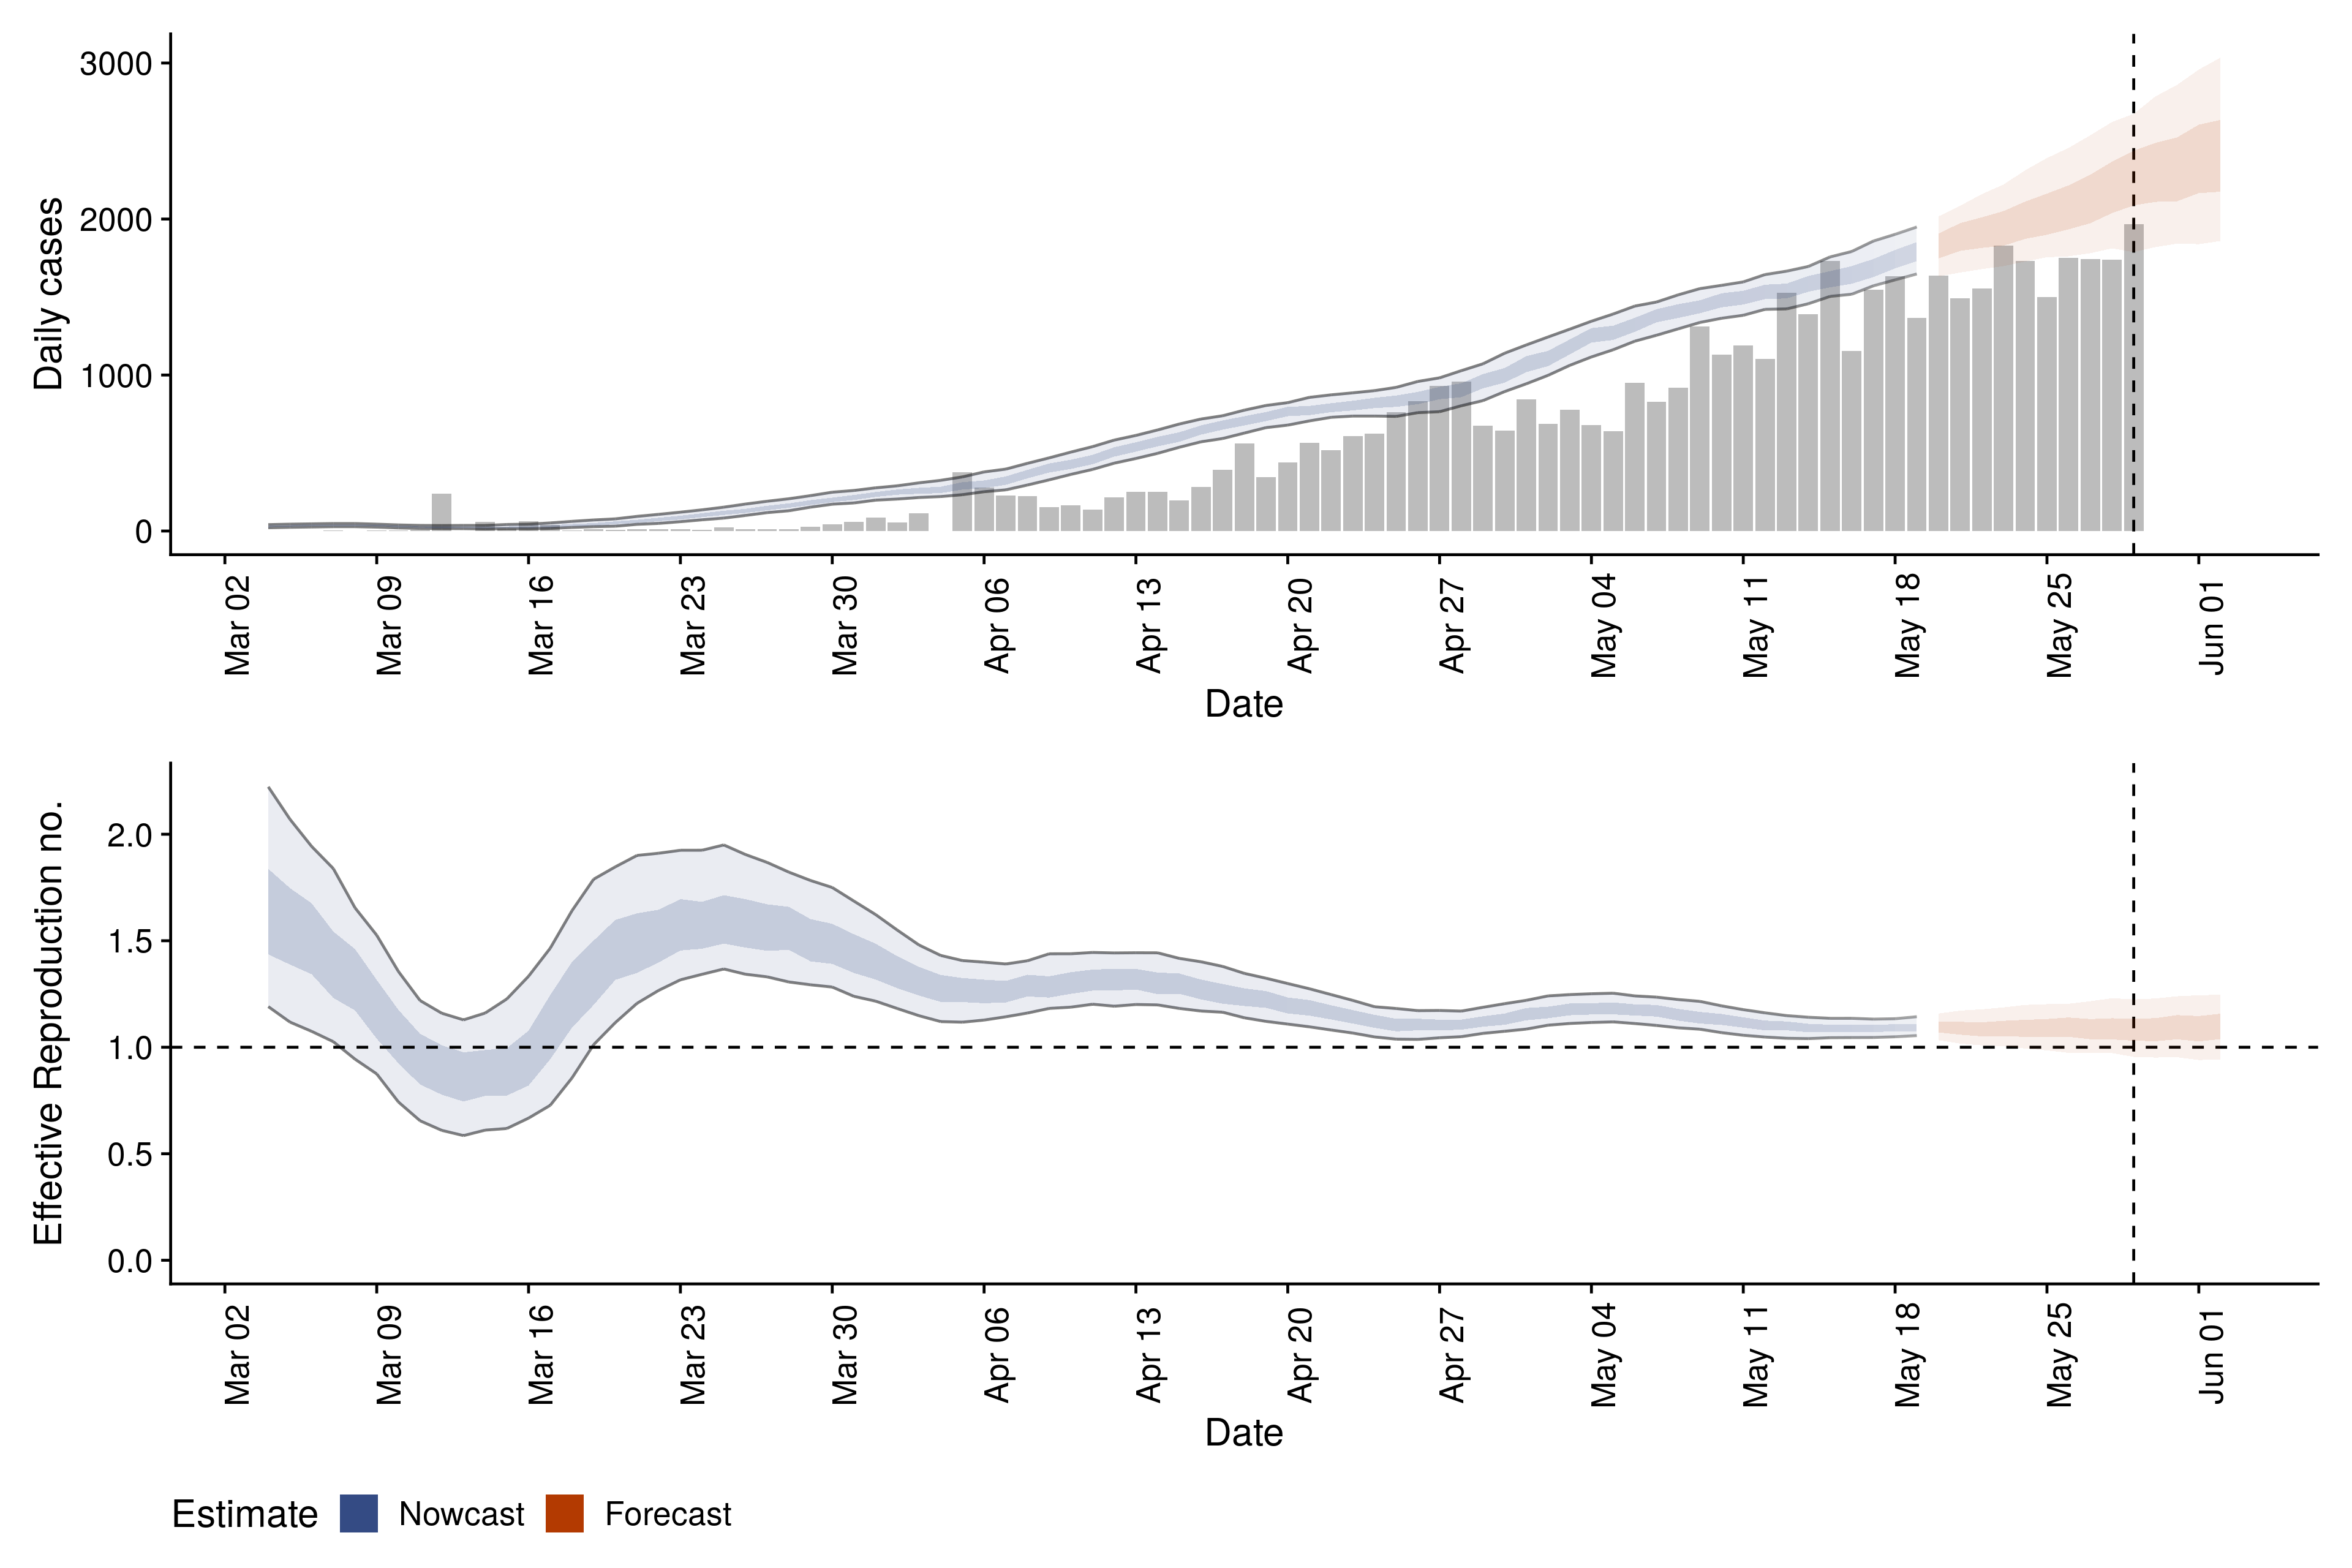 3000
2000
1000
0
Daily cases
Mar 02
Mar 09
Mar 16
Mar 23
Mar 30
Apr 06
Apr 13
Apr 20
Apr 27
May 04
May 11
May 18
May 25
Jun 01
Date
2.0
1.5
1.0
0.5
0.0
Effective Reproduction no.
Mar 02
Mar 09
Mar 16
Mar 23
Mar 30
Apr 06
Apr 13
Apr 20
Apr 27
May 04
May 11
May 18
May 25
Jun 01
Date
Estimate Nowcast Forecast